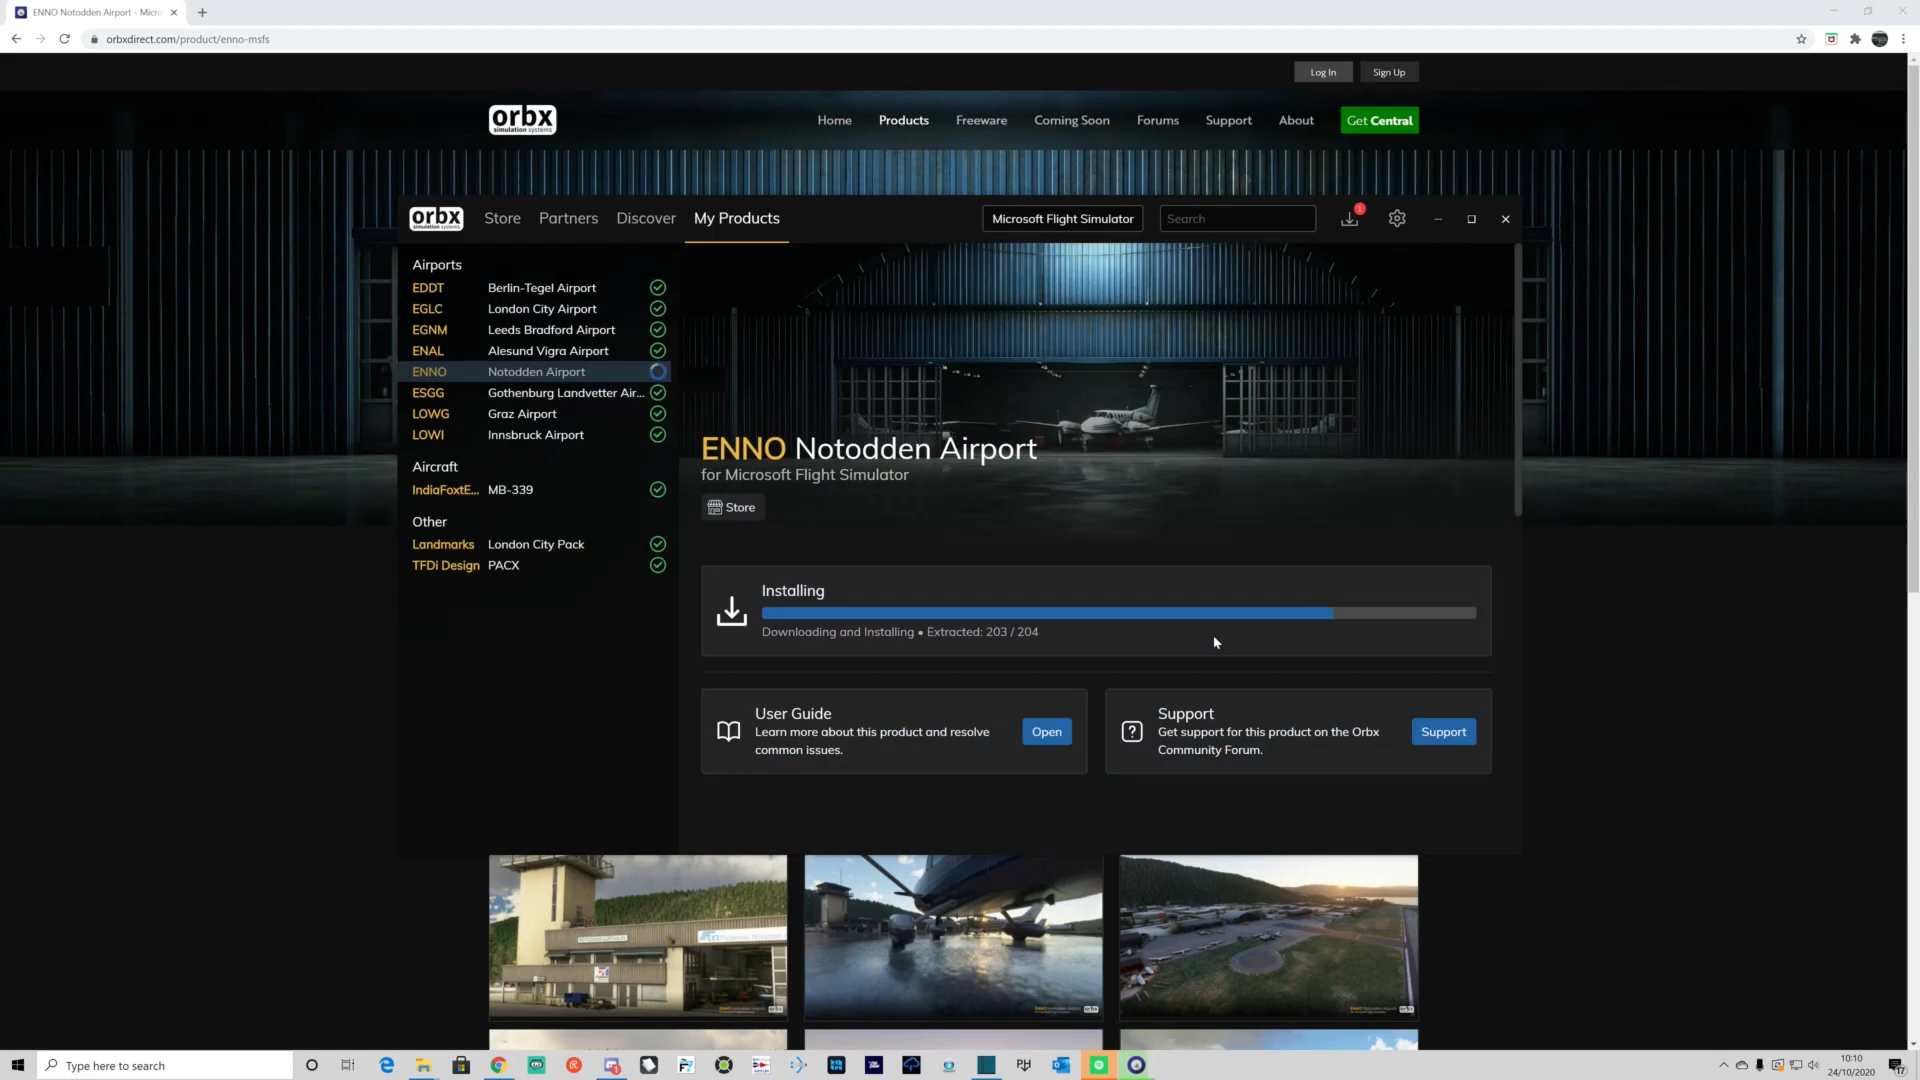 ENNO Notodden Airport - Micro
orbxdirect.com/product/enno-msfs
Log In
Sign Up
orbx
simulation systems
Home
Products
Freeware
Coming Soon
Forums
Support
About
Get Central
orbx
simulation systems
Store
Partners
Discover
My Products
Microsoft Flight Simulator
Search
1
Airports
EDDT Berlin-Tegel Airport
EGLC London City Airport
EGNM Leeds Bradford Airport
ENAL Alesund Vigra Airport
ENNO Notodden Airport
ESGG Gothenburg Landvetter Air...
LOWG Graz Airport
LOWI Innsbruck Airport
Aircraft
IndiaFoxtE... MB-339
Other
Landmarks London City Pack
TFDi Design PACX
ENNO Notodden Airport
for Microsoft Flight Simulator
Store
Installing
Downloading and Installing • Extracted: 203 / 204
User Guide
Learn more about this product and resolve
common issues.
Open
Support
Get support for this product on the Orbx
Community Forum.
Support
Type here to search
10:10
24/10/2020
17